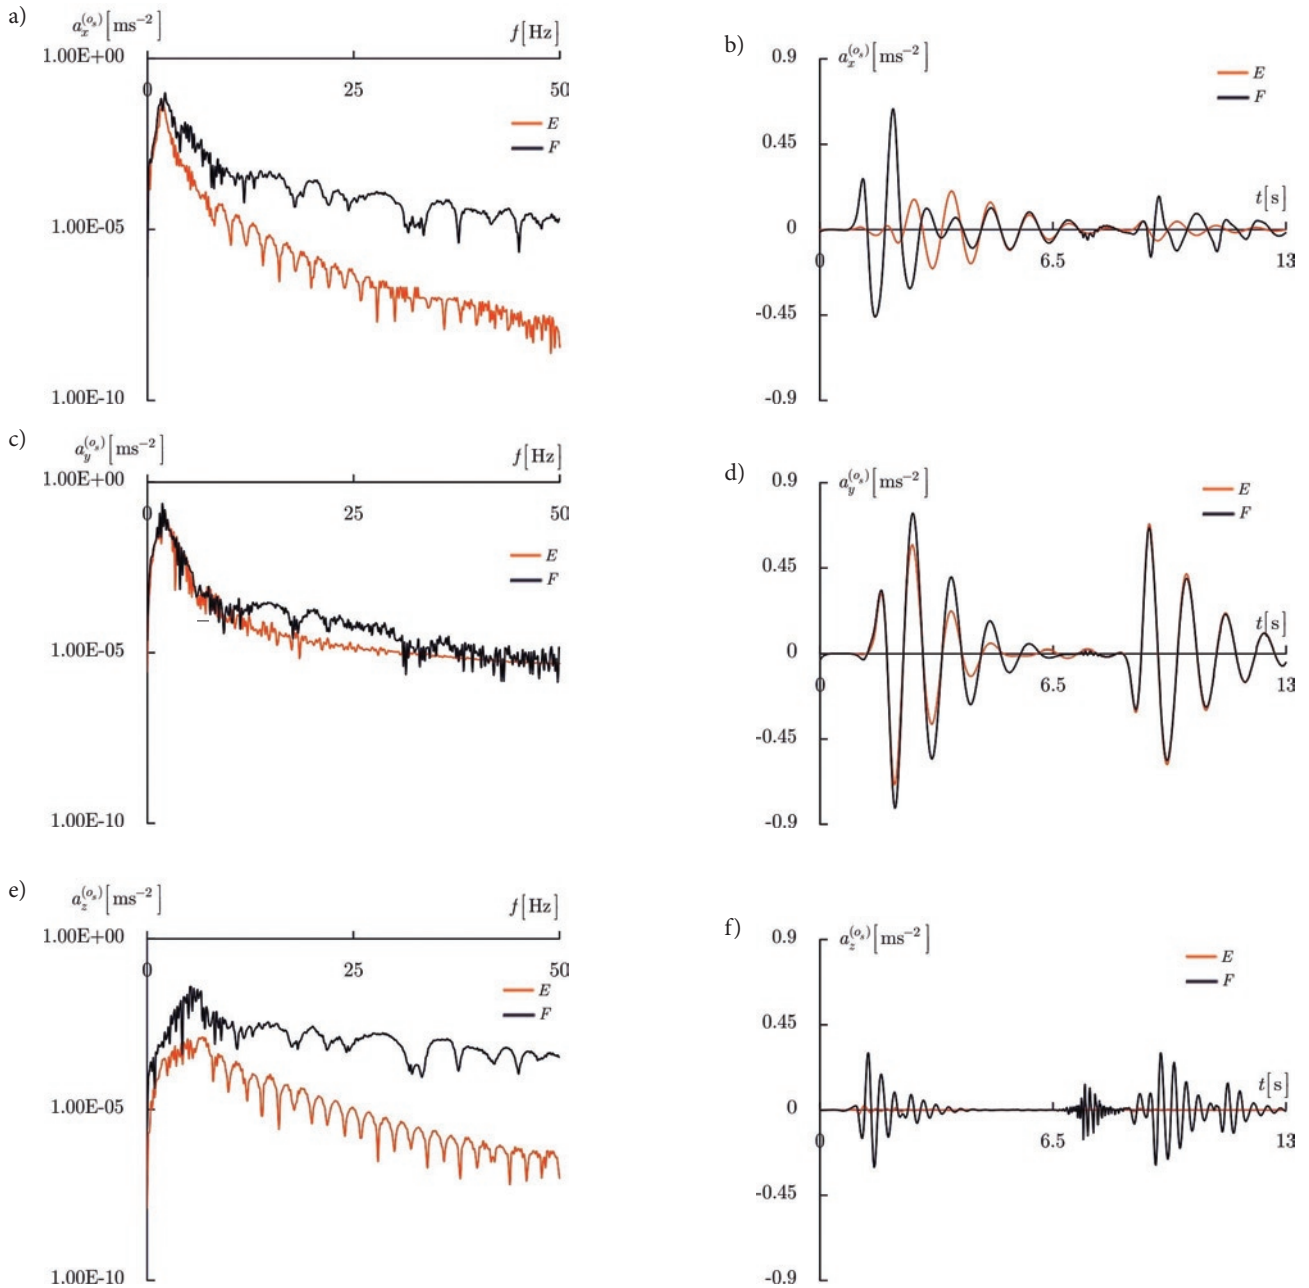 a)
a_x^(o_s)[ms⁻²]
f[Hz]
1.00E+00
0
25
50
E
F
1.00E-05
1.00E-10
b)
a_x^(o_s)[ms⁻²]
0.9
E
F
0.45
t[s]
0
0
6.5
13
-0.45
-0.9
c)
a_y^(o_s)[ms⁻²]
f[Hz]
1.00E+00
0
25
50
E
F
1.00E-05
1.00E-10
d)
a_y^(o_s)[ms⁻²]
0.9
E
F
0.45
t[s]
0
0
6.5
13
-0.45
-0.9
e)
a_z^(o_s)[ms⁻²]
f[Hz]
1.00E+00
0
25
50
E
F
1.00E-05
1.00E-10
f)
a_z^(o_s)[ms⁻²]
0.9
E
F
0.45
t[s]
0
0
6.5
13
-0.45
-0.9